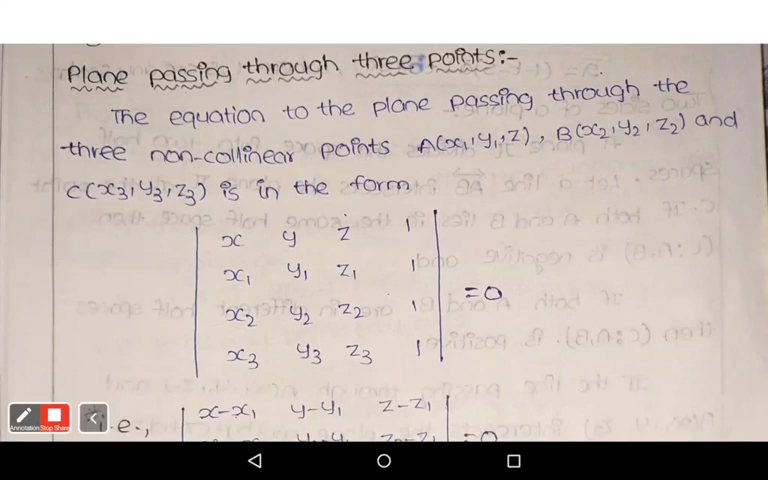 Plane passing through three points:-
The equation to the plane passing through the
three non-collinear points A(x₁,y₁,z), B(x₂,y₂,z₂) and
C(x₃,y₃,z₃) is in the form
| x y z 1 |
| x₁ y₁ z₁ 1 |
| x₂ y₂ z₂ 1 | =0
| x₃ y₃ z₃ 1 |
i.e., | x-x₁ y-y₁ z-z₁ |
=0
Annotation Stop Share